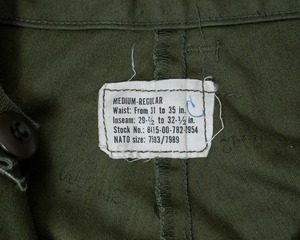 MEDIUM-REGULAR
Waist: From 31 to 35 in.
Inseam: 29-½ to 32-½ in.
Stock No.: 8415-00-782-2954
NATO size: 7993/7989
C